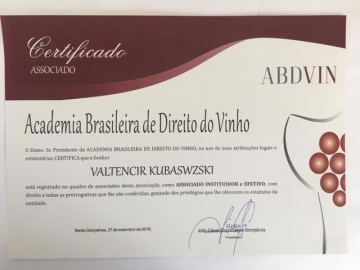 Certificado
ASSOCIADO
ABDVIN
Academia Brasileira de Direito do Vinho
O Exmo. Sr. Presidente da ACADEMIA BRASILEIRA DE DIREITO DO VINHO, no uso de suas atribuições legais e
estatutárias, CERTIFICA que o Senhor
VALTENCIR KUBASWZSKI
está registrado no quadro de associados desta associação, como ASSOCIADO INSTITUIDOR e EFETIVO, com
direito a todas as prerrogativas que lhe são conferidas, gozando dos privilégios que lhe oferecem os estatutos da
entidade.
Bento Gonçalves, 27 de setembro de 2018.
Gonçalves
Presidente